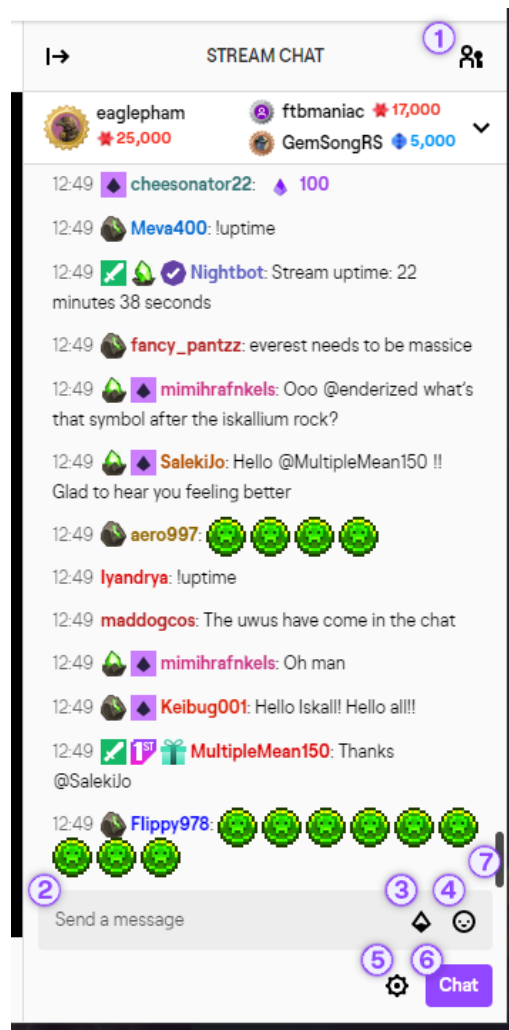 1
STREAM CHAT
eaglepham
25,000
ftbmaniac 17,000
GemSongRS 5,000
12:49 cheesonator22: 100
12:49 Meva400: !uptime
12:49 Nightbot: Stream uptime: 22
minutes 38 seconds
12:49 fancy_pantzz: everest needs to be massice
12:49 mimihrafnkels: Ooo @enderized what's
that symbol after the iskallium rock?
12:49 SalekiJo: Hello @MultipleMean150 !!
Glad to hear you feeling better
12:49 aero997:
12:49 lyandrya: !uptime
12:49 maddogcos: The uwus have come in the chat
12:49 mimihrafnkels: Oh man
12:49 Keibug001: Hello Iskall! Hello all!!
12:49 1ST MultipleMean150: Thanks
@SalekiJo
12:49 Flippy978:
7
2 3 4
Send a message
5 6
Chat